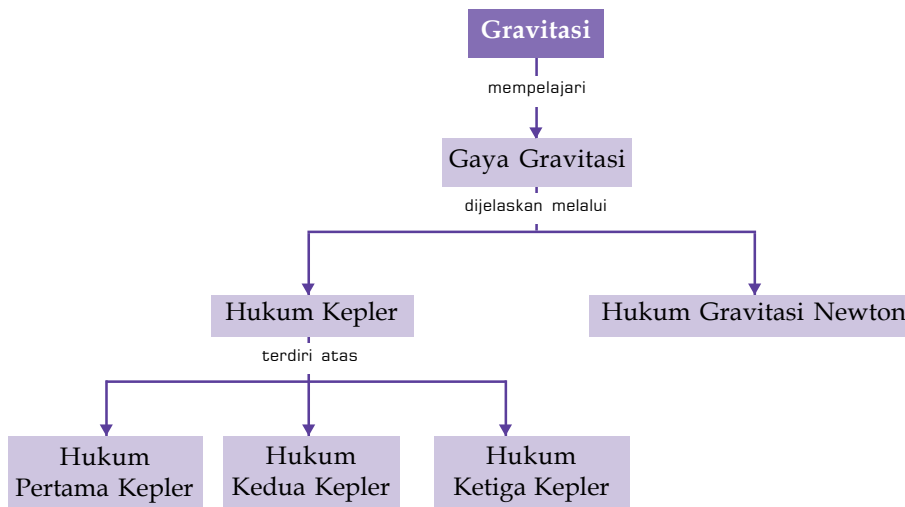 Gravitasi
mempelajari
Gaya Gravitasi
dijelaskan melalui
Hukum Kepler
Hukum Gravitasi Newton
terdiri atas
Hukum
Pertama Kepler
Hukum
Kedua Kepler
Hukum
Ketiga Kepler